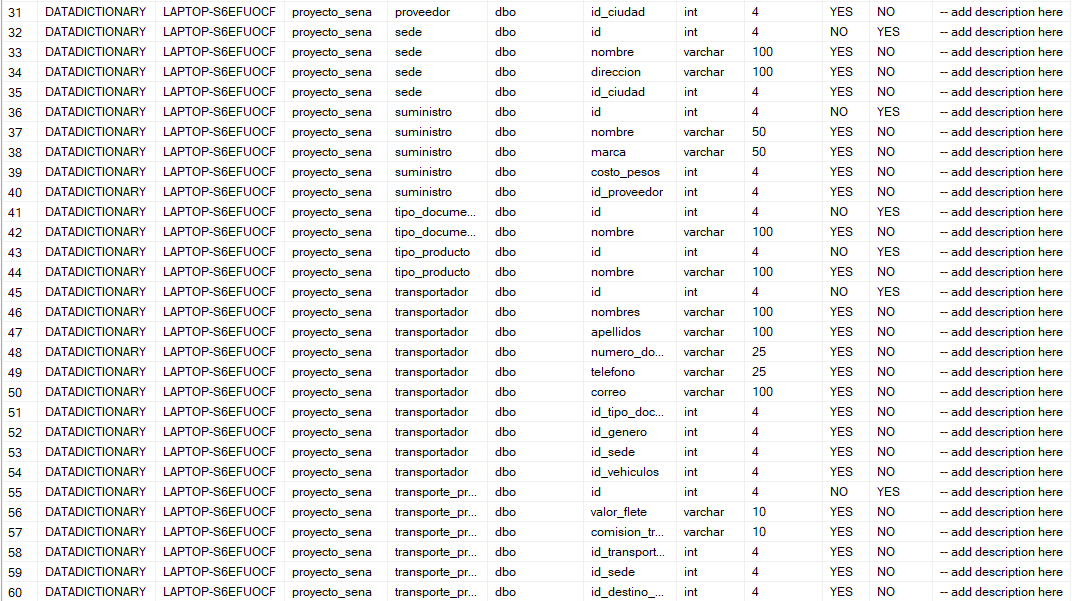 31 DATADICTIONARY LAPTOP-S6EFUOCF proyecto_sena proveedor dbo id_ciudad int 4 YES NO -- add description here
32 DATADICTIONARY LAPTOP-S6EFUOCF proyecto_sena sede dbo id int 4 NO YES -- add description here
33 DATADICTIONARY LAPTOP-S6EFUOCF proyecto_sena sede dbo nombre varchar 100 YES NO -- add description here
34 DATADICTIONARY LAPTOP-S6EFUOCF proyecto_sena sede dbo direccion varchar 100 YES NO -- add description here
35 DATADICTIONARY LAPTOP-S6EFUOCF proyecto_sena sede dbo id_ciudad int 4 YES NO -- add description here
36 DATADICTIONARY LAPTOP-S6EFUOCF proyecto_sena suministro dbo id int 4 NO YES -- add description here
37 DATADICTIONARY LAPTOP-S6EFUOCF proyecto_sena suministro dbo nombre varchar 50 YES NO -- add description here
38 DATADICTIONARY LAPTOP-S6EFUOCF proyecto_sena suministro dbo marca varchar 50 YES NO -- add description here
39 DATADICTIONARY LAPTOP-S6EFUOCF proyecto_sena suministro dbo costo_pesos int 4 YES NO -- add description here
40 DATADICTIONARY LAPTOP-S6EFUOCF proyecto_sena suministro dbo id_proveedor int 4 YES NO -- add description here
41 DATADICTIONARY LAPTOP-S6EFUOCF proyecto_sena tipo_docume... dbo id int 4 NO YES -- add description here
42 DATADICTIONARY LAPTOP-S6EFUOCF proyecto_sena tipo_docume... dbo nombre varchar 100 YES NO -- add description here
43 DATADICTIONARY LAPTOP-S6EFUOCF proyecto_sena tipo_producto dbo id int 4 NO YES -- add description here
44 DATADICTIONARY LAPTOP-S6EFUOCF proyecto_sena tipo_producto dbo nombre varchar 100 YES NO -- add description here
45 DATADICTIONARY LAPTOP-S6EFUOCF proyecto_sena transportador dbo id int 4 NO YES -- add description here
46 DATADICTIONARY LAPTOP-S6EFUOCF proyecto_sena transportador dbo nombres varchar 100 YES NO -- add description here
47 DATADICTIONARY LAPTOP-S6EFUOCF proyecto_sena transportador dbo apellidos varchar 100 YES NO -- add description here
48 DATADICTIONARY LAPTOP-S6EFUOCF proyecto_sena transportador dbo numero_do... varchar 25 YES NO -- add description here
49 DATADICTIONARY LAPTOP-S6EFUOCF proyecto_sena transportador dbo telefono varchar 25 YES NO -- add description here
50 DATADICTIONARY LAPTOP-S6EFUOCF proyecto_sena transportador dbo correo varchar 100 YES NO -- add description here
51 DATADICTIONARY LAPTOP-S6EFUOCF proyecto_sena transportador dbo id_tipo_doc... int 4 YES NO -- add description here
52 DATADICTIONARY LAPTOP-S6EFUOCF proyecto_sena transportador dbo id_genero int 4 YES NO -- add description here
53 DATADICTIONARY LAPTOP-S6EFUOCF proyecto_sena transportador dbo id_sede int 4 YES NO -- add description here
54 DATADICTIONARY LAPTOP-S6EFUOCF proyecto_sena transportador dbo id_vehiculos int 4 YES NO -- add description here
55 DATADICTIONARY LAPTOP-S6EFUOCF proyecto_sena transporte_pr... dbo id int 4 NO YES -- add description here
56 DATADICTIONARY LAPTOP-S6EFUOCF proyecto_sena transporte_pr... dbo valor_flete varchar 10 YES NO -- add description here
57 DATADICTIONARY LAPTOP-S6EFUOCF proyecto_sena transporte_pr... dbo comision_tr... varchar 10 YES NO -- add description here
58 DATADICTIONARY LAPTOP-S6EFUOCF proyecto_sena transporte_pr... dbo id_transport... int 4 YES NO -- add description here
59 DATADICTIONARY LAPTOP-S6EFUOCF proyecto_sena transporte_pr... dbo id_sede int 4 YES NO -- add description here
60 DATADICTIONARY LAPTOP-S6EFUOCF proyecto_sena transporte_pr... dbo id_destino_... int 4 YES NO -- add description here